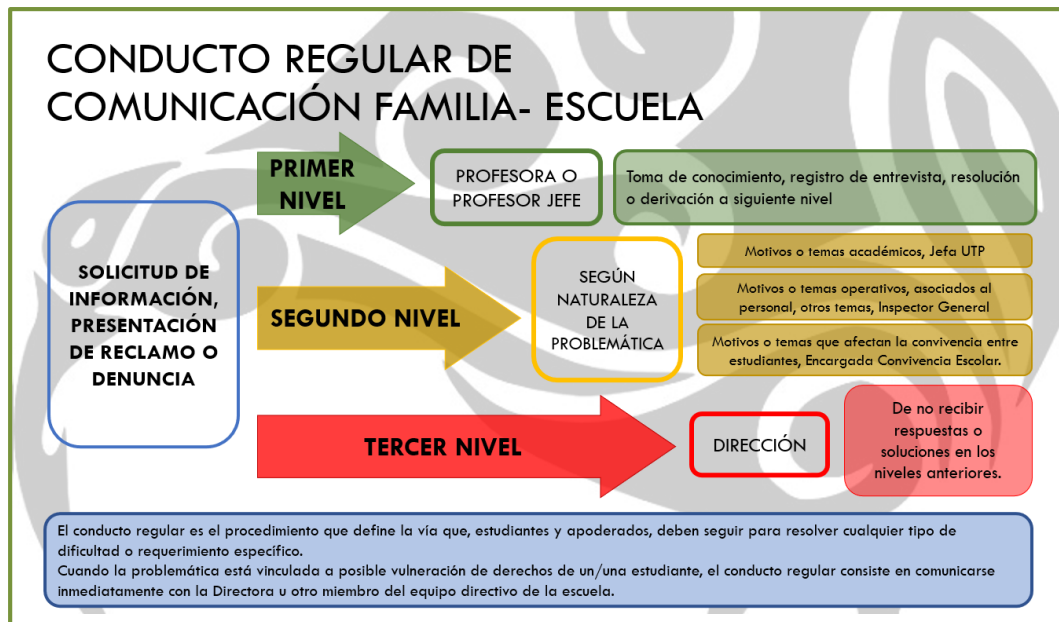 CONDUCTO REGULAR DE
COMUNICACIÓN FAMILIA- ESCUELA
SOLICITUD DE
INFORMACIÓN,
PRESENTACIÓN
DE RECLAMO O
DENUNCIA
PRIMER
NIVEL
PROFESORA O
PROFESOR JEFE
Toma de conocimiento, registro de entrevista, resolución
o derivación a siguiente nivel
SEGUNDO NIVEL
SEGÚN
NATURALEZA
DE LA
PROBLEMÁTICA
Motivos o temas académicos, Jefa UTP
Motivos o temas operativos, asociados al
personal, otros temas, Inspector General
Motivos o temas que afectan la convivencia entre
estudiantes, Encargada Convivencia Escolar.
TERCER NIVEL
DIRECCIÓN
De no recibir
respuestas o
soluciones en los
niveles anteriores.
El conducto regular es el procedimiento que define la vía que, estudiantes y apoderados, deben seguir para resolver cualquier tipo de
dificultad o requerimiento específico.
Cuando la problemática está vinculada a posible vulneración de derechos de un/una estudiante, el conducto regular consiste en comunicarse
inmediatamente con la Directora u otro miembro del equipo directivo de la escuela.